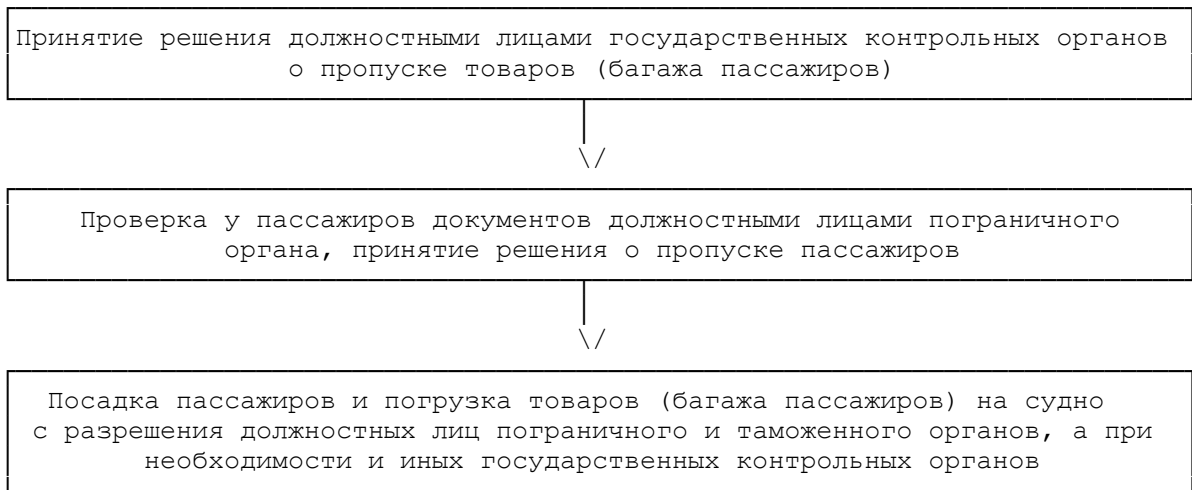 Принятие решения должностными лицами государственных контрольных органов
о пропуске товаров (багажа пассажиров)
Проверка у пассажиров документов должностными лицами пограничного
органа, принятие решения о пропуске пассажиров
Посадка пассажиров и погрузка товаров (багажа пассажиров) на судно
с разрешения должностных лиц пограничного и таможенного органов, а при
необходимости и иных государственных контрольных органов